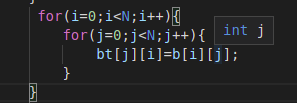 for(i=0;i<N;i++){
for(j=0;j<N;j++){
int j
bt[j][i]=b[i][j];
}
}